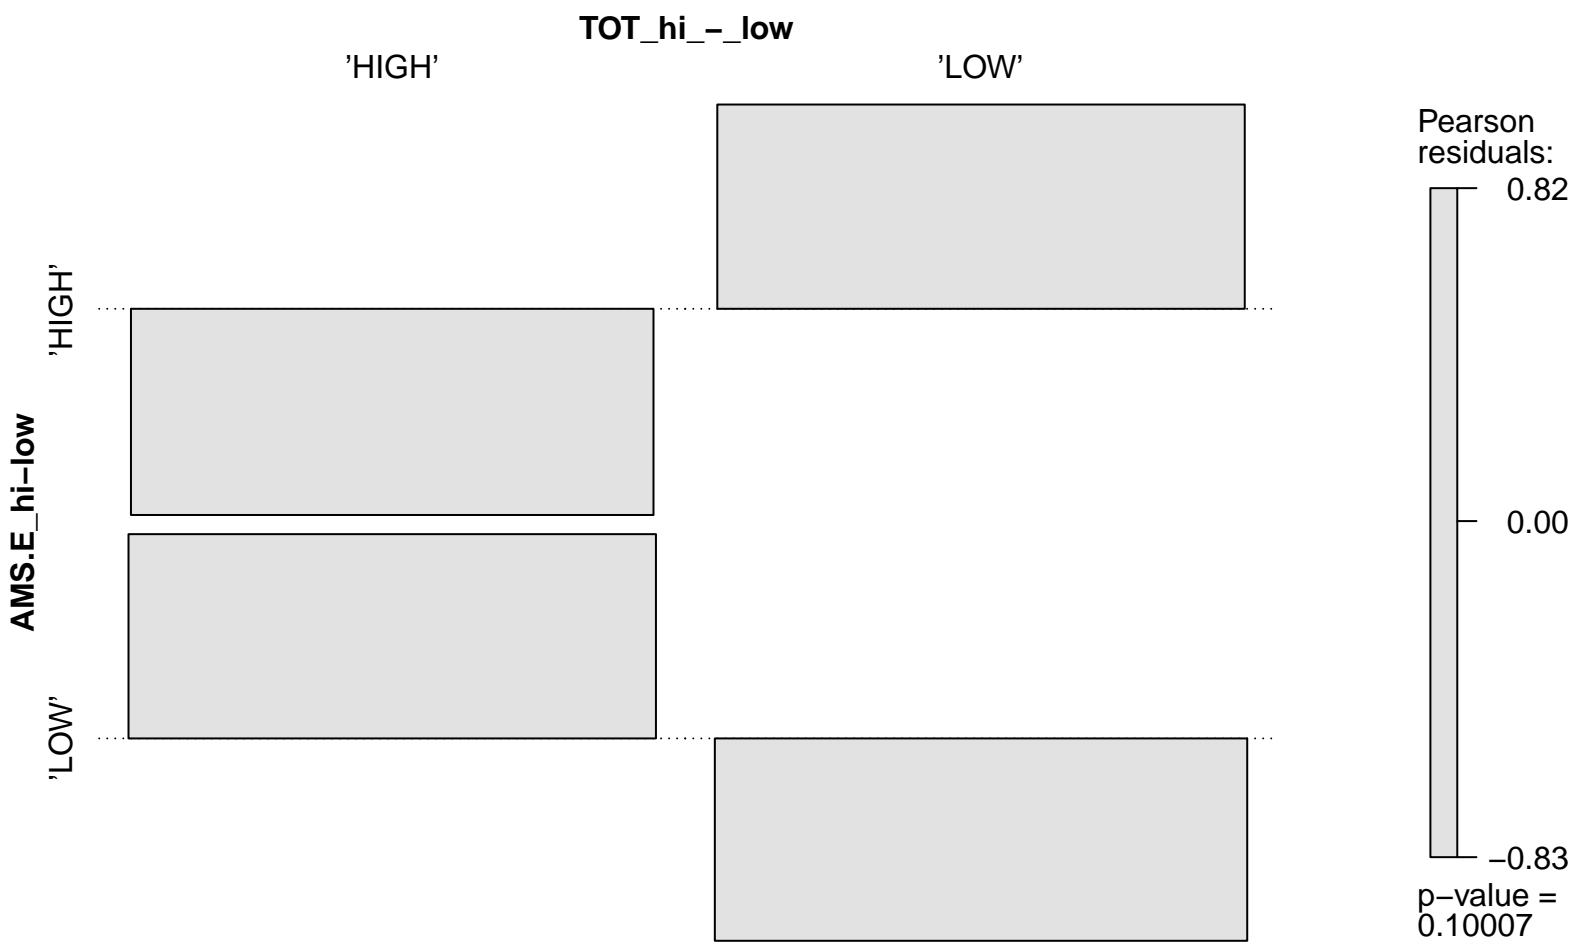 TOT_hi_−_low
’HIGH’ ’LOW’
AMS.E_hi−low
’HIGH’
’LOW’
Pearson
residuals:
0.82
0.00
−0.83
p−value =
0.10007